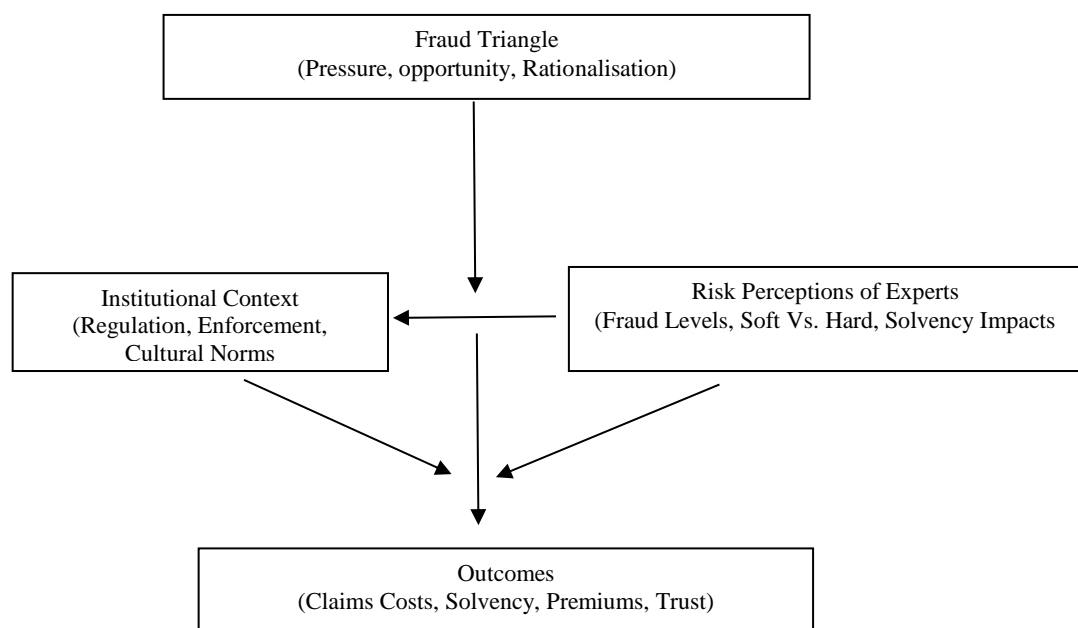 Fraud Triangle
(Pressure, opportunity, Rationalisation)
Institutional Context
(Regulation, Enforcement,
Cultural Norms
Risk Perceptions of Experts
(Fraud Levels, Soft Vs. Hard, Solvency Impacts
Outcomes
(Claims Costs, Solvency, Premiums, Trust)